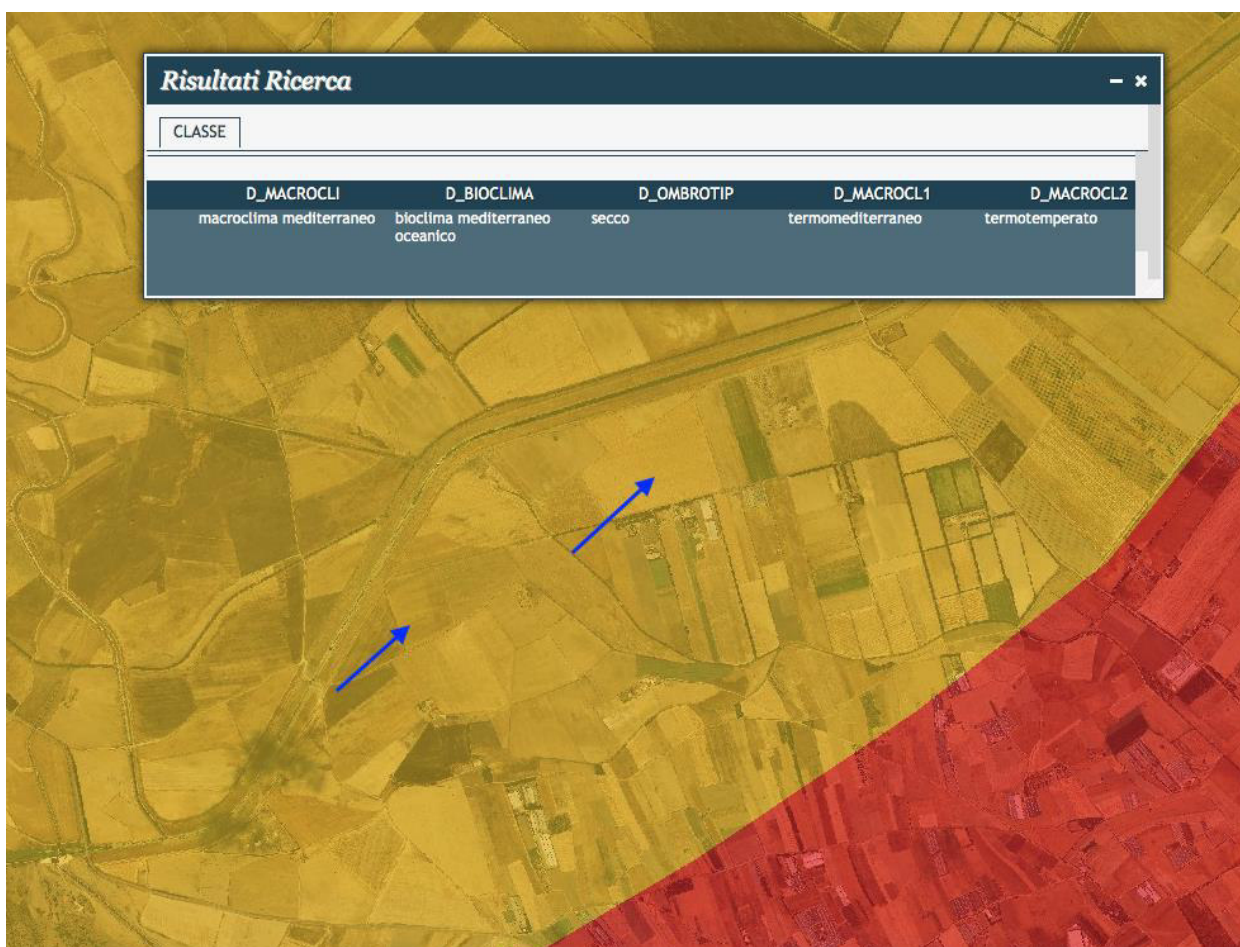 Risultati Ricerca
CLASSE
D_MACROCLI D_BIOCLIMA D_OMBROTIP D_MACROCL1 D_MACROCL2
macroclima mediterraneo bioclima mediterraneo secco termomediterraneo termotemperato
oceanico